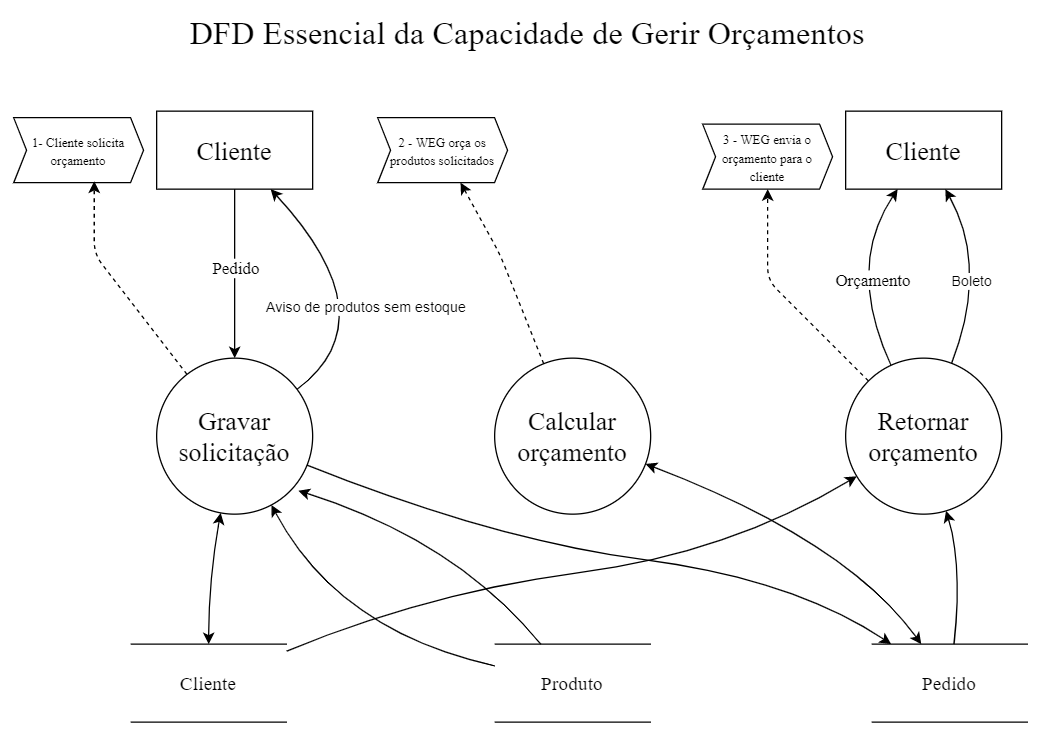 DFD Essencial da Capacidade de Gerir Orçamentos
1- Cliente solicita
orçamento
Cliente
2 - WEG orça os
produtos solicitados
3 - WEG envia o
orçamento para o
cliente
Cliente
Pedido
Aviso de produtos sem estoque
Orçamento
Boleto
Gravar
solicitação
Calcular
orçamento
Retornar
orçamento
Cliente
Produto
Pedido